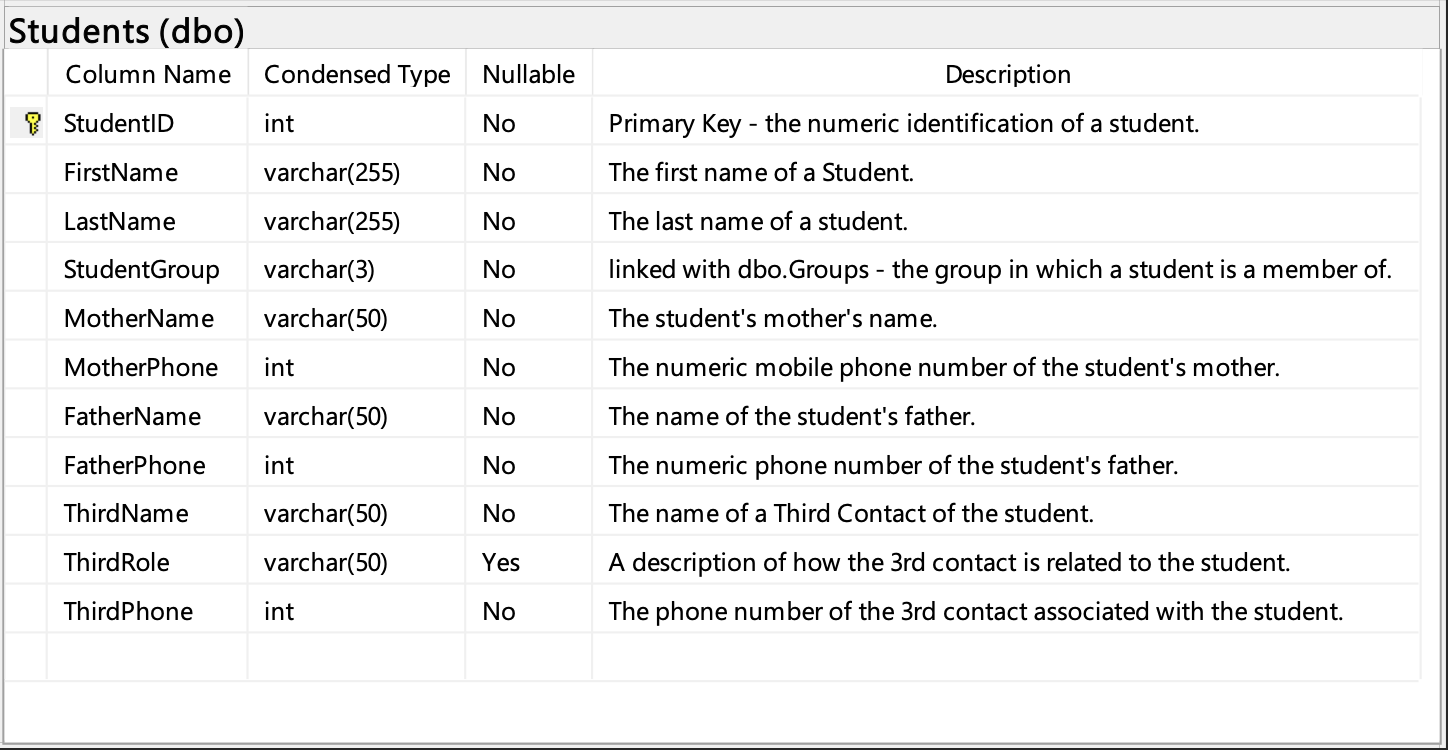 Students (dbo)
Column Name Condensed Type Nullable Description
StudentID int No Primary Key - the numeric identification of a student.
FirstName varchar(255) No The first name of a Student.
LastName varchar(255) No The last name of a student.
StudentGroup varchar(3) No linked with dbo.Groups - the group in which a student is a member of.
MotherName varchar(50) No The student's mother's name.
MotherPhone int No The numeric mobile phone number of the student's mother.
FatherName varchar(50) No The name of the student's father.
FatherPhone int No The numeric phone number of the student's father.
ThirdName varchar(50) No The name of a Third Contact of the student.
ThirdRole varchar(50) Yes A description of how the 3rd contact is related to the student.
ThirdPhone int No The phone number of the 3rd contact associated with the student.